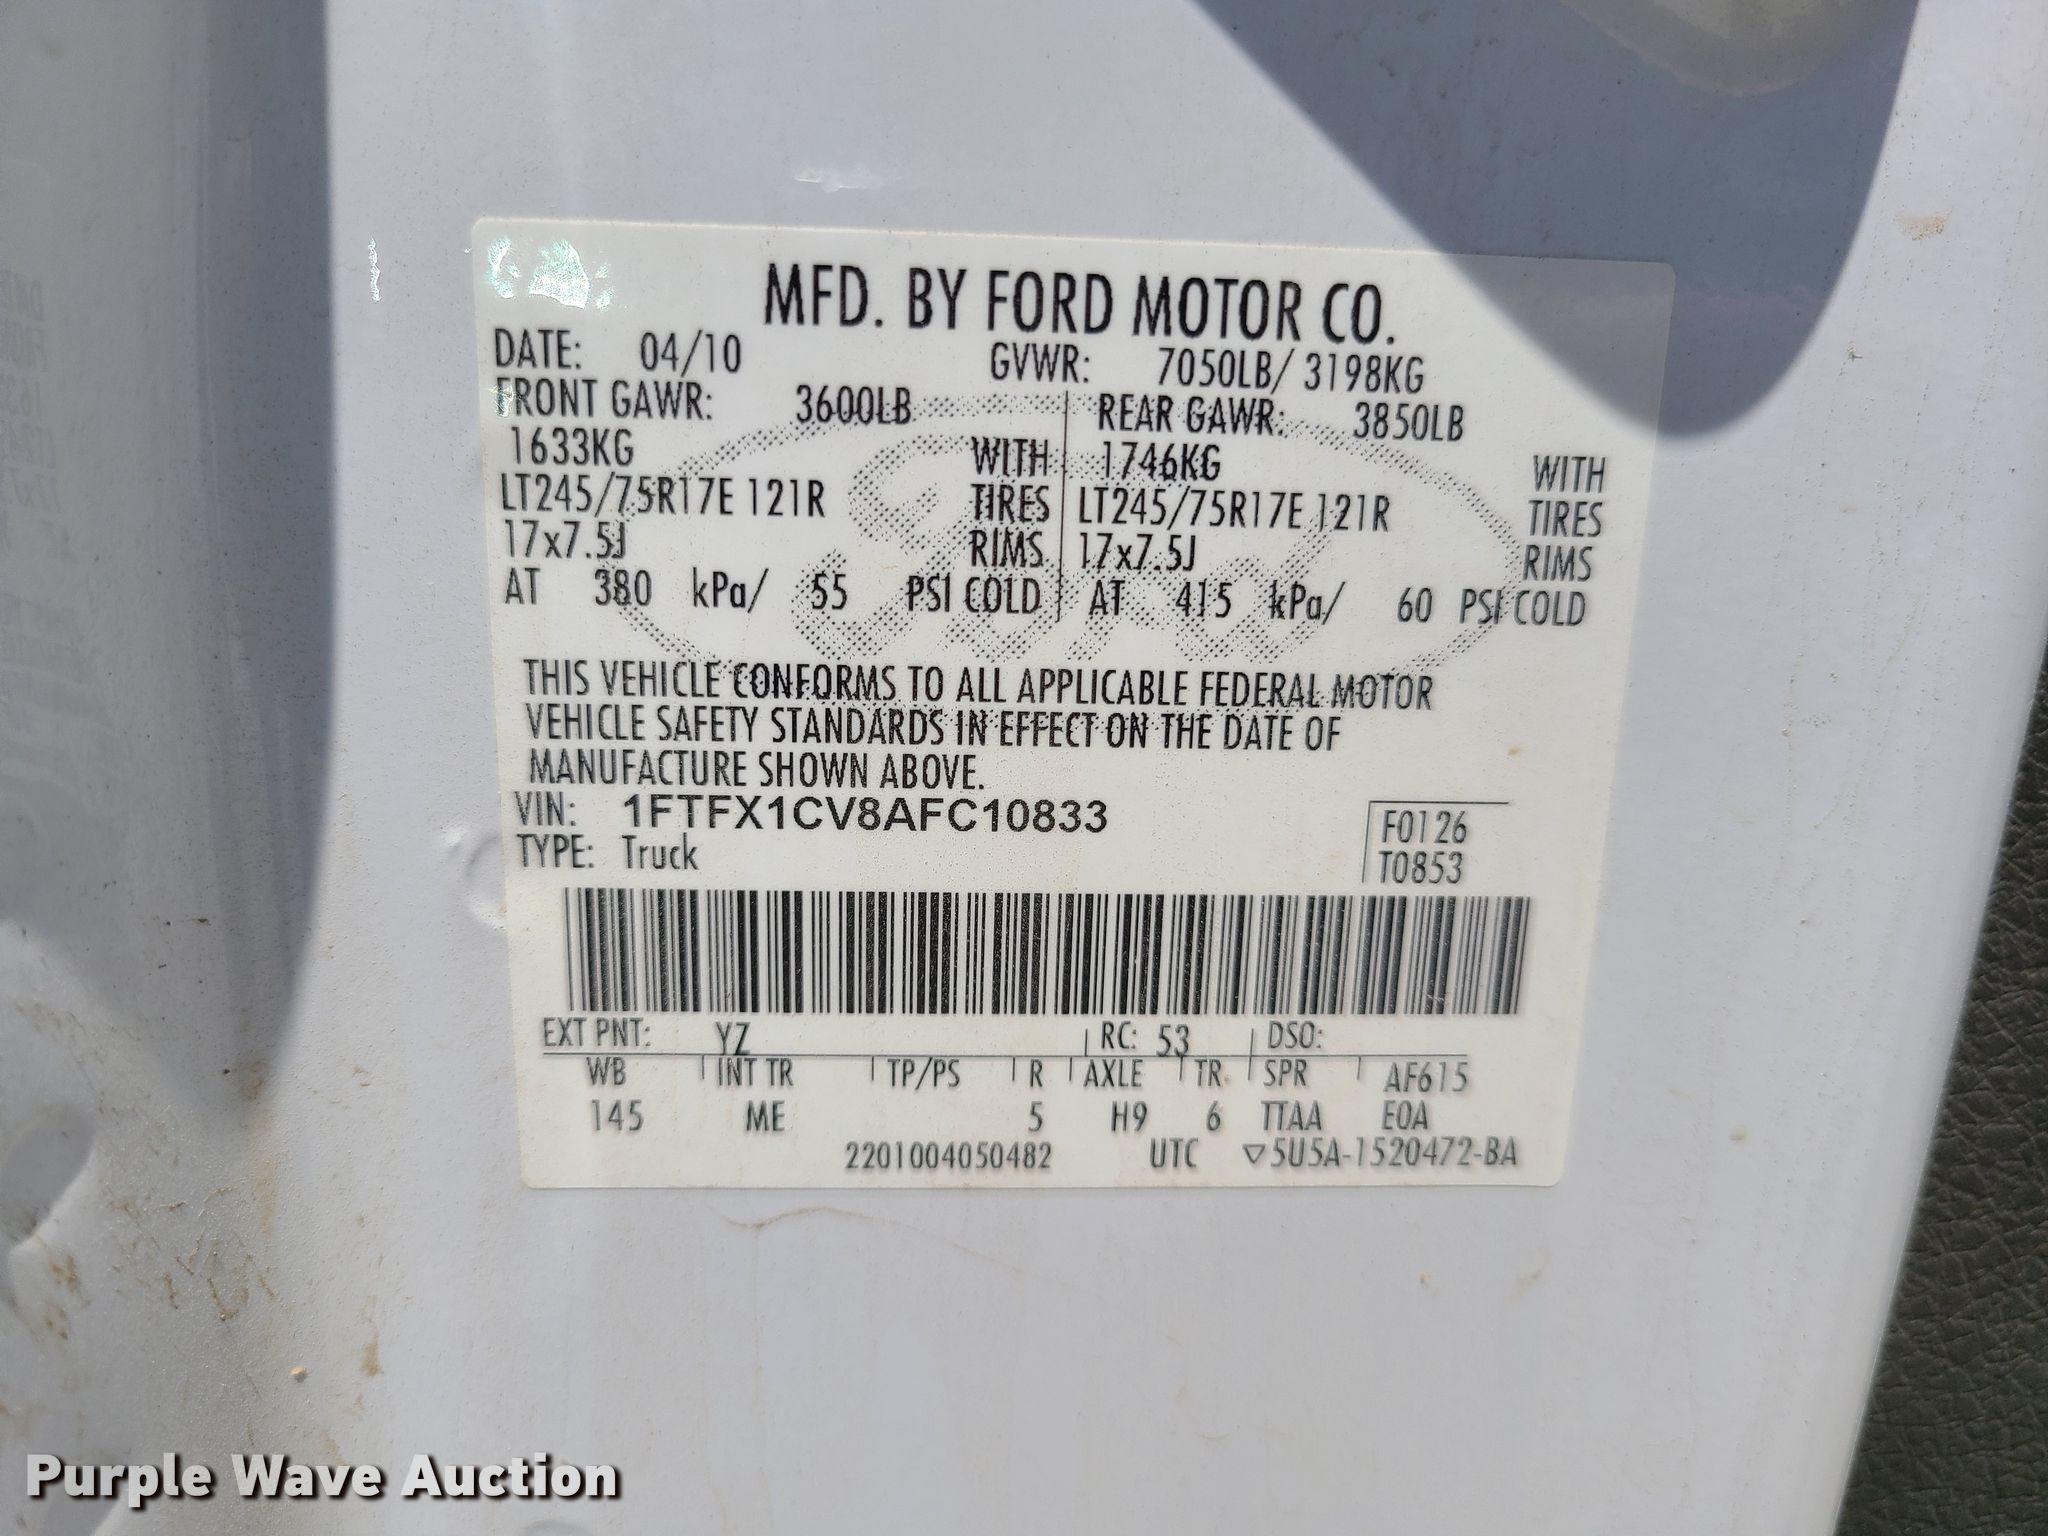 MFD. BY FORD MOTOR CO.
DATE: 04/10 GVWR: 7050LB/ 3198KG
FRONT GAWR: 3600LB REAR GAWR: 3850LB
1633KG WITH 1746KG WITH
LT245/75R17E 121R TIRES LT245/75R17E 121R TIRES
17x7.5J RIMS 17x7.5J RIMS
AT 380 kPa/ 55 PSI COLD AT 415 kPa/ 60 PSI COLD
THIS VEHICLE CONFORMS TO ALL APPLICABLE FEDERAL MOTOR
VEHICLE SAFETY STANDARDS IN EFFECT ON THE DATE OF
MANUFACTURE SHOWN ABOVE.
VIN: 1FTFX1CV8AFC10833
TYPE: Truck
F0126
T0853
EXT PNT: YZ RC: 53 DSO:
WB INT TR TP/PS R AXLE TR SPR AF615
145 ME 5 H9 6 TTAA EOA
2201004050482 UTC ▽5U5A-1520472-BA
Purple Wave Auction